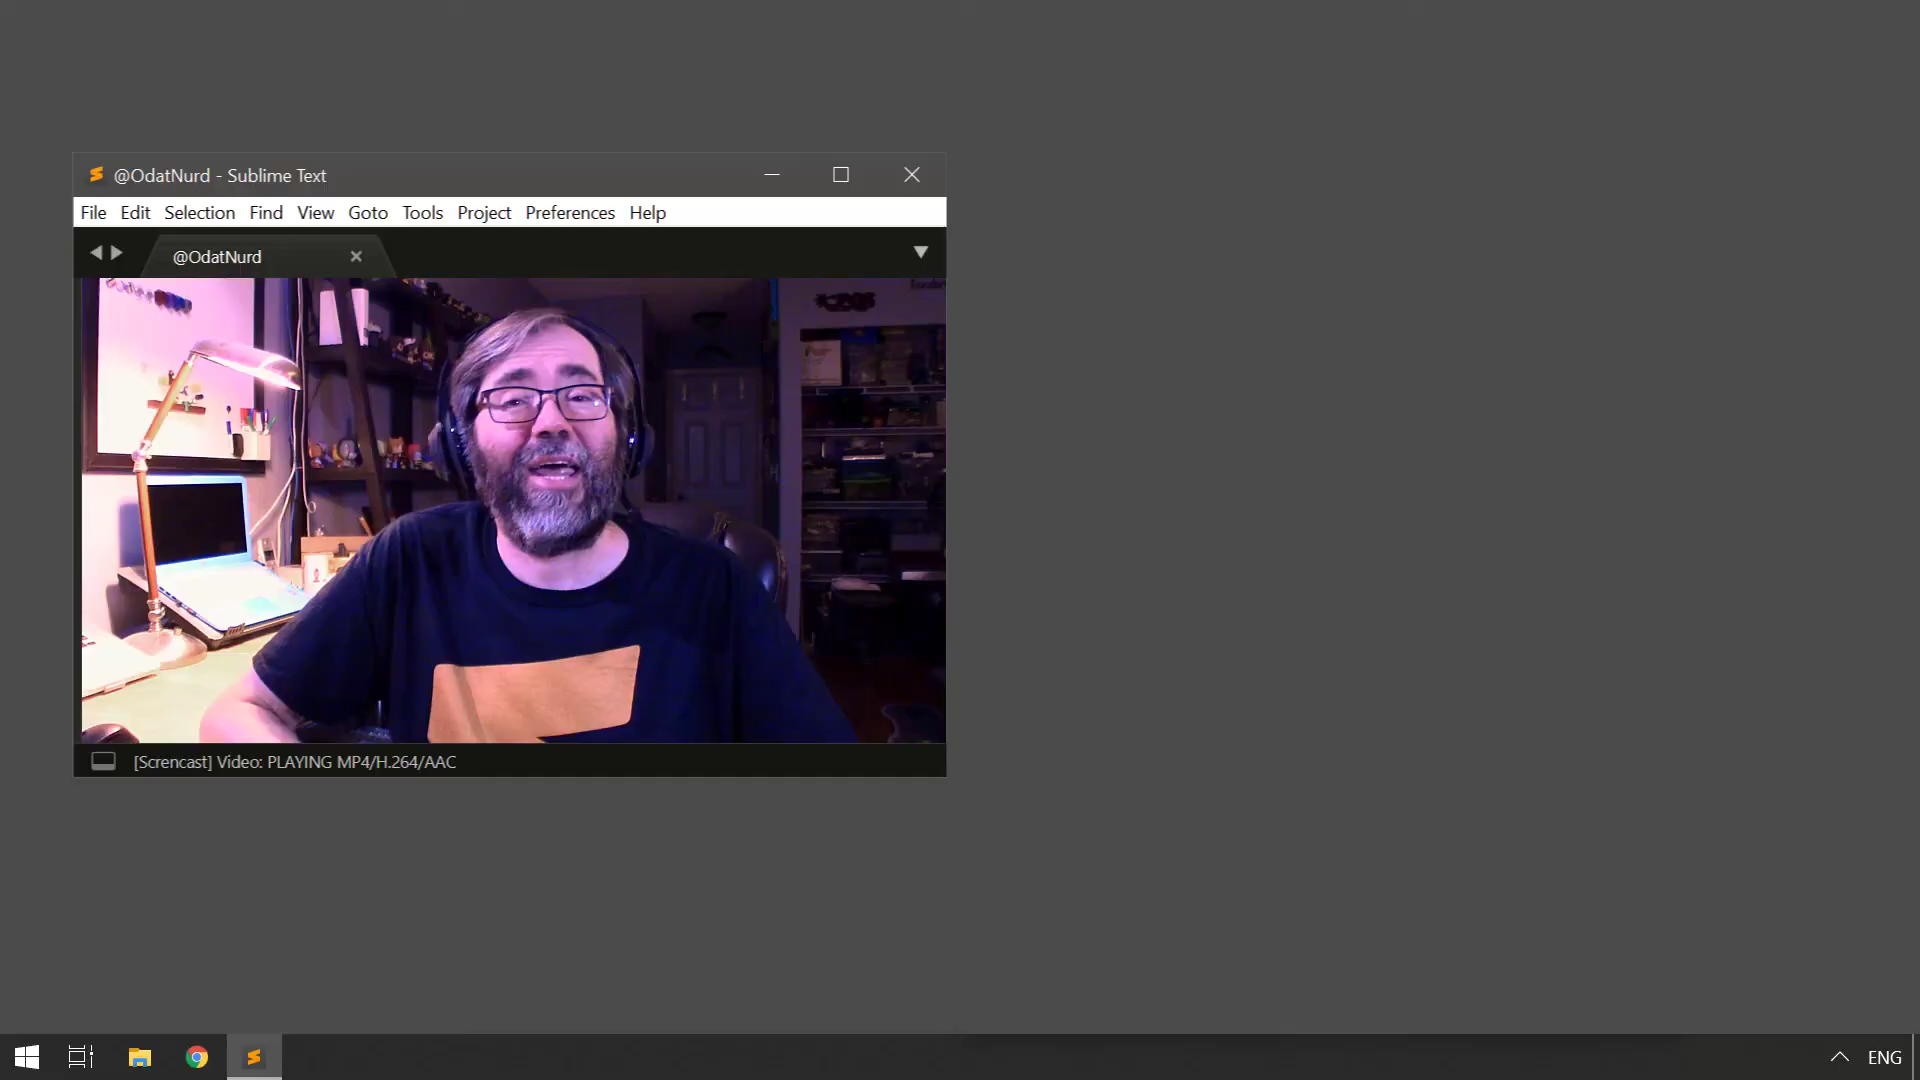 @OdatNurd - Sublime Text
File Edit Selection Find View Goto Tools Project Preferences Help
@OdatNurd
[Screncast] Video: PLAYING MP4/H.264/AAC
ENG